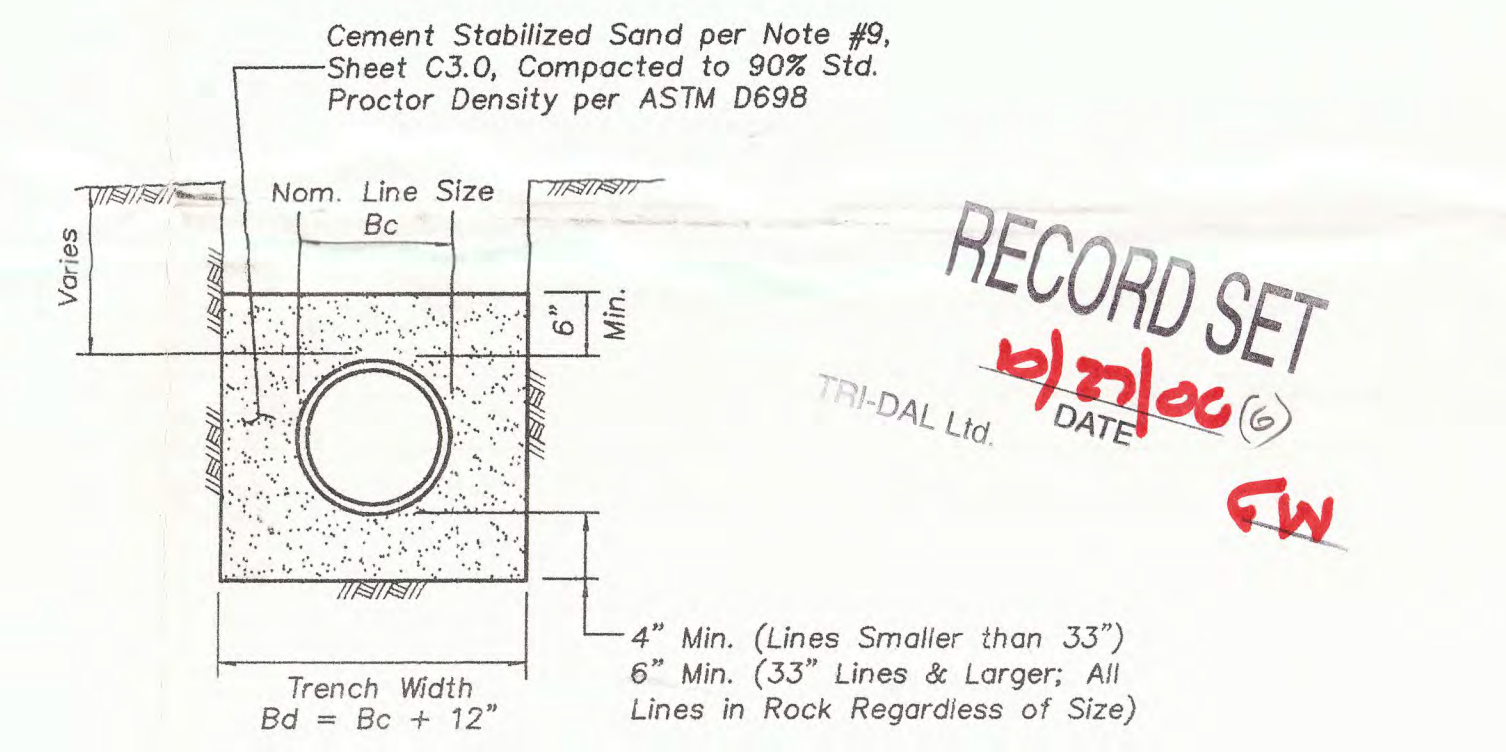 Cement Stabilized Sand per Note #9,
Sheet C3.0, Compacted to 90% Std.
Proctor Density per ASTM D698
Nom. Line Size
Bc
Varies
6"
Min.
RECORD SET
10/27/00 (6)
TRI-DAL Ltd.
DATE
FW
4" Min. (Lines Smaller than 33")
6" Min. (33" Lines & Larger; All
Lines in Rock Regardless of Size)
Trench Width
Bd = Bc + 12"